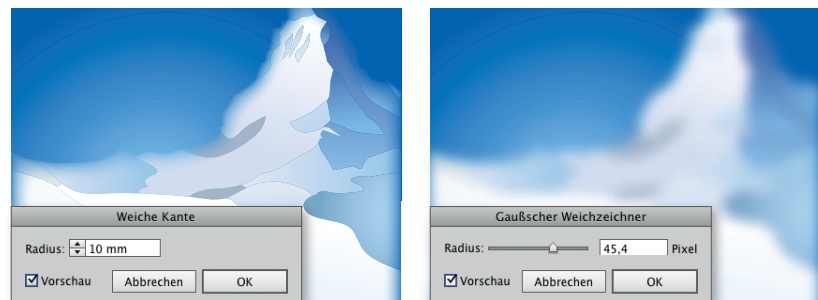 Weiche Kante
Radius: 10 mm
Vorschau Abbrechen OK
Gaußscher Weichzeichner
Radius: 45,4 Pixel
Vorschau Abbrechen OK